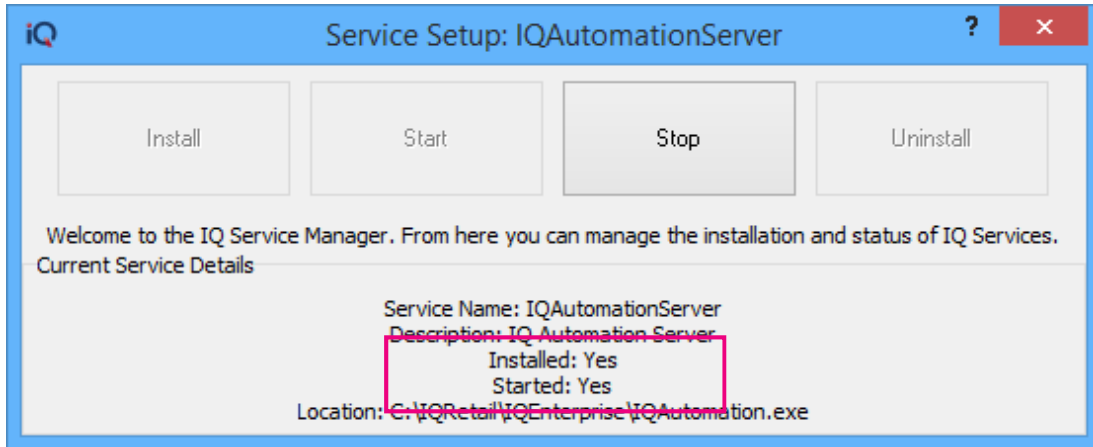 iQ
Service Setup: IQAutomationServer
?
×
Install
Start
Stop
Uninstall
Welcome to the IQ Service Manager. From here you can manage the installation and status of IQ Services.
Current Service Details
Service Name: IQAutomationServer
Description: IQ Automation Server
Installed: Yes
Started: Yes
Location: C:\IQRetail\IQEnterprise\IQAutomation.exe